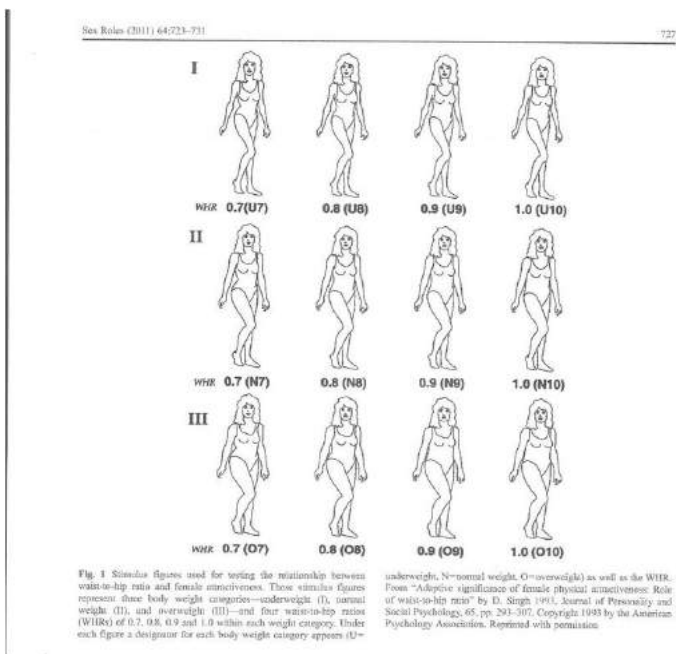 Sex Roles (2011) 64:723–731 727
I
WHR 0.7(U7) 0.8 (U8) 0.9 (U9) 1.0 (U10)
II
WHR 0.7 (N7) 0.8 (N8) 0.9 (N9) 1.0 (N10)
III
WHR 0.7 (O7) 0.8 (O8) 0.9 (O9) 1.0 (O10)
Fig. 1 Stimulus figures used for testing the relationship between
waist-to-hip ratio and female attractiveness. These stimulus figures
represent three body weight categories—underweight (I), normal
weight (II), and overweight (III)—and four waist-to-hip ratios
(WHRs) of 0.7, 0.8, 0.9 and 1.0 within each weight category. Under
each figure a designator for each body weight category appears (U=
underweight, N=normal weight, O=overweight) as well as the WHR.
From "Adaptive significance of female physical attractiveness: Role
of waist-to-hip ratio" by D. Singh 1993, Journal of Personality and
Social Psychology, 65, pp. 293–307. Copyright 1993 by the American
Psychology Association. Reprinted with permission